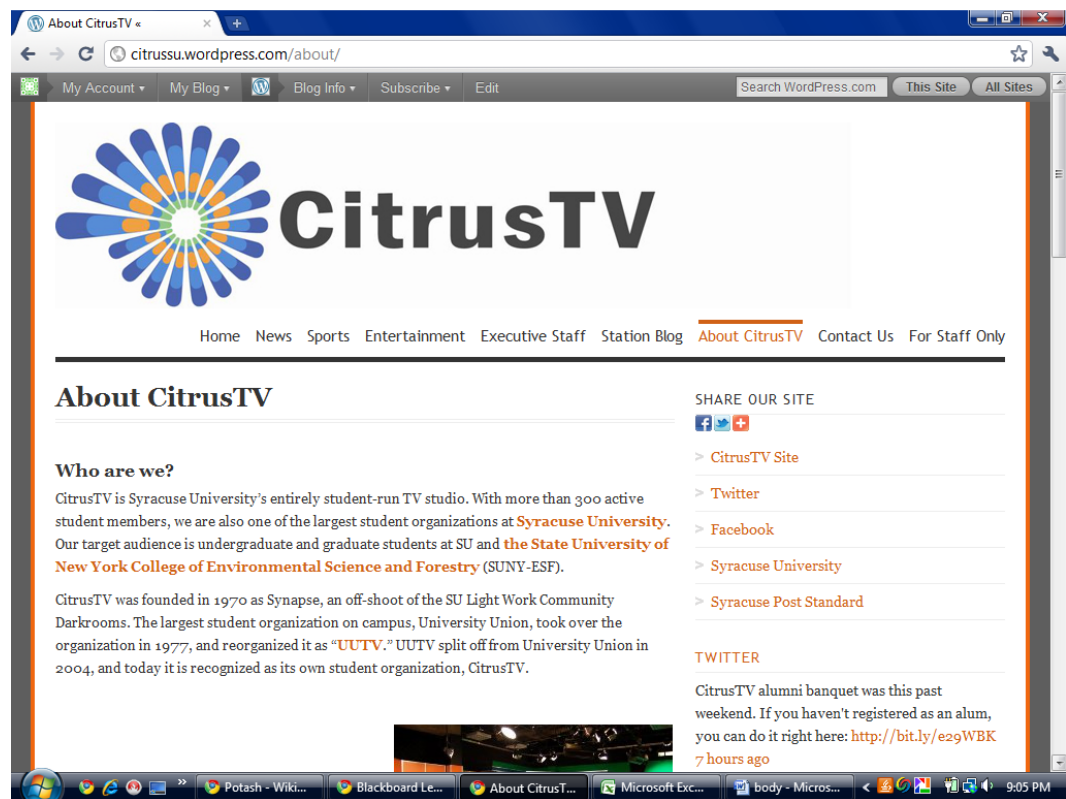 About CitrusTV «
citrussu.wordpress.com/about/
My Account My Blog Blog Info Subscribe Edit Search WordPress.com This Site All Sites
CitrusTV
Home News Sports Entertainment Executive Staff Station Blog About CitrusTV Contact Us For Staff Only
About CitrusTV
Who are we?
CitrusTV is Syracuse University's entirely student-run TV studio. With more than 300 active
student members, we are also one of the largest student organizations at Syracuse University.
Our target audience is undergraduate and graduate students at SU and the State University of
New York College of Environmental Science and Forestry (SUNY-ESF).
CitrusTV was founded in 1970 as Synapse, an off-shoot of the SU Light Work Community
Darkrooms. The largest student organization on campus, University Union, took over the
organization in 1977, and reorganized it as “UUTV.” UUTV split off from University Union in
2004, and today it is recognized as its own student organization, CitrusTV.
SHARE OUR SITE
> CitrusTV Site
> Twitter
> Facebook
> Syracuse University
> Syracuse Post Standard
TWITTER
CitrusTV alumni banquet was this past
weekend. If you haven't registered as an alum,
you can do it right here: http://bit.ly/e29WBK
7 hours ago
Potash - Wiki... Blackboard Le... About CitrusT... Microsoft Exc... body - Micros... 9:05 PM